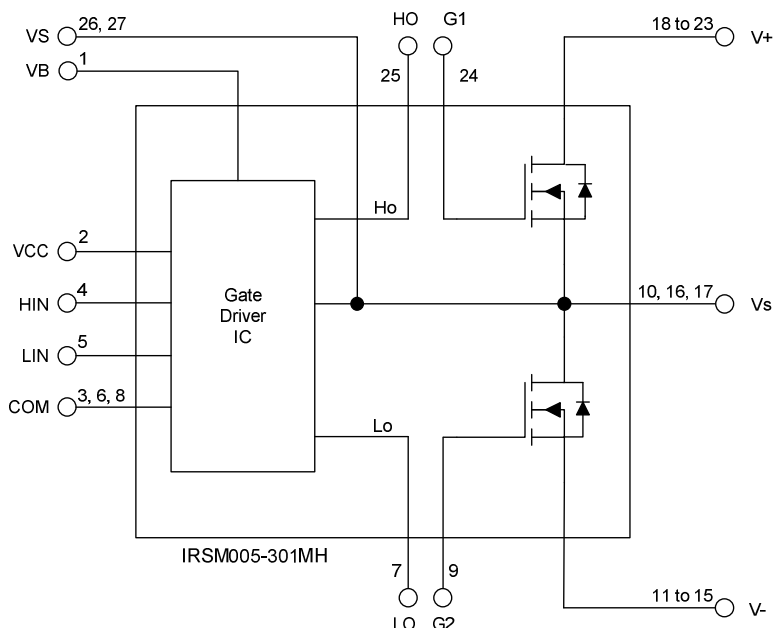 HO G1
VS 26, 27
18 to 23 V+
VB 1
25 24
Ho
VCC 2
HIN 4
Gate
Driver
IC
10, 16, 17 Vs
LIN 5
COM 3, 6, 8
Lo
IRSM005-301MH
7 9
11 to 15 V-
LO G2